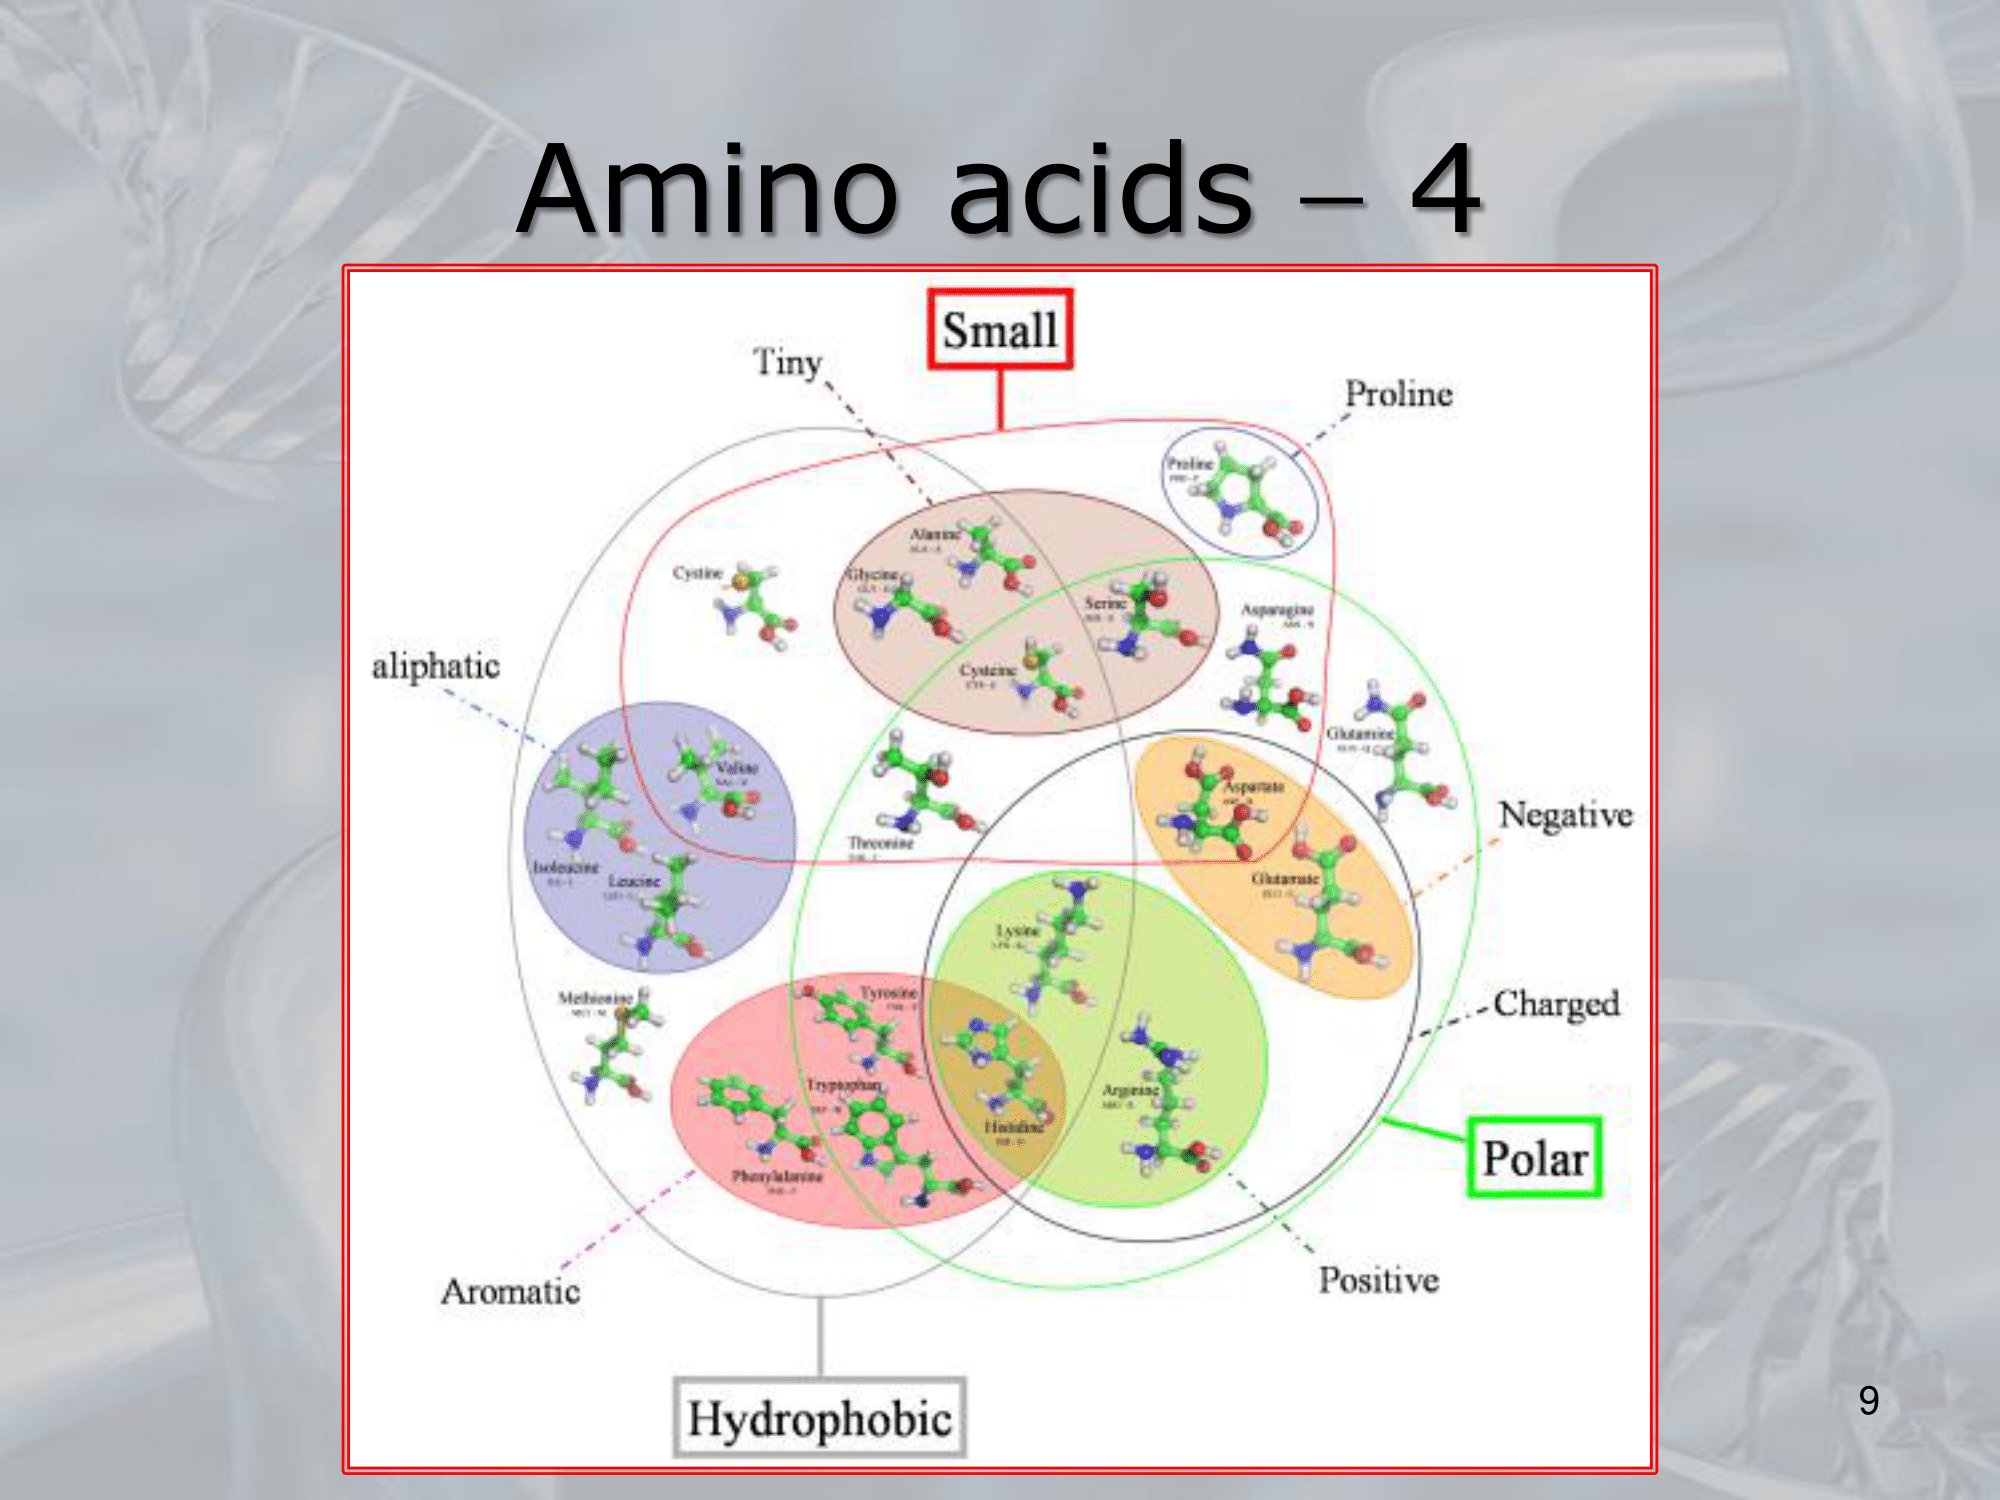 Amino acids – 4
Small
Tiny
Proline
Proline
Alanine
Cystine
Glycine
Serine
Asparagine
Cysteine
aliphatic
Glutamine
Valine
Aspartate
Negative
Threonine
Isoleucine
Leucine
Glutamate
Lysine
Methionine
Tyrosine
Charged
Tryptophan
Arginine
Histidine
Polar
Phenylalanine
Aromatic
Positive
9
Hydrophobic